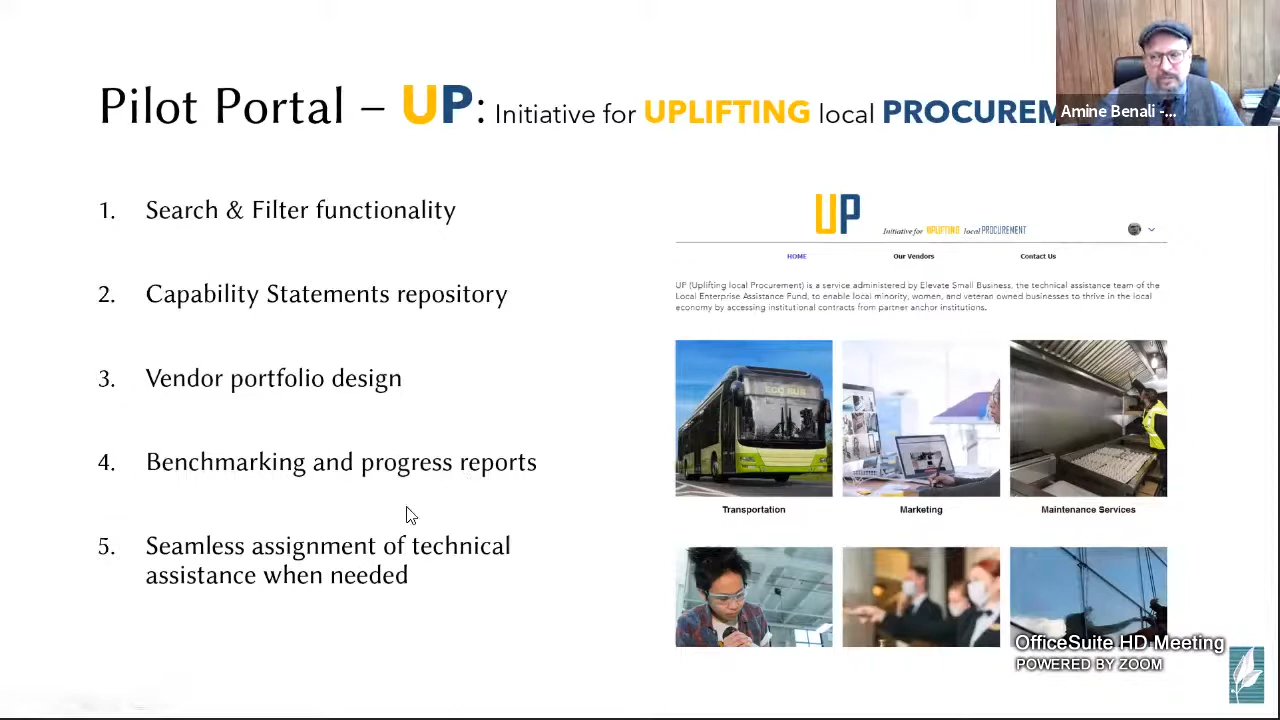 Pilot Portal – UP: Initiative for UPLIFTING local PROCUREM
Amine Benali -...
1. Search & Filter functionality
2. Capability Statements repository
3. Vendor portfolio design
4. Benchmarking and progress reports
5. Seamless assignment of technical
assistance when needed
UP Initiative for UPLIFTING local PROCUREMENT
HOME Our Vendors Contact Us
UP (Uplifting local Procurement) is a service administered by Elevate Small Business, the technical assistance team of the
Local Enterprise Assistance Fund, to enable local minority, women, and veteran owned businesses to thrive in the local
economy by accessing institutional contracts from partner anchor institutions.
ECO BUS
Transportation Marketing Maintenance Services
OfficeSuite HD Meeting
POWERED BY ZOOM